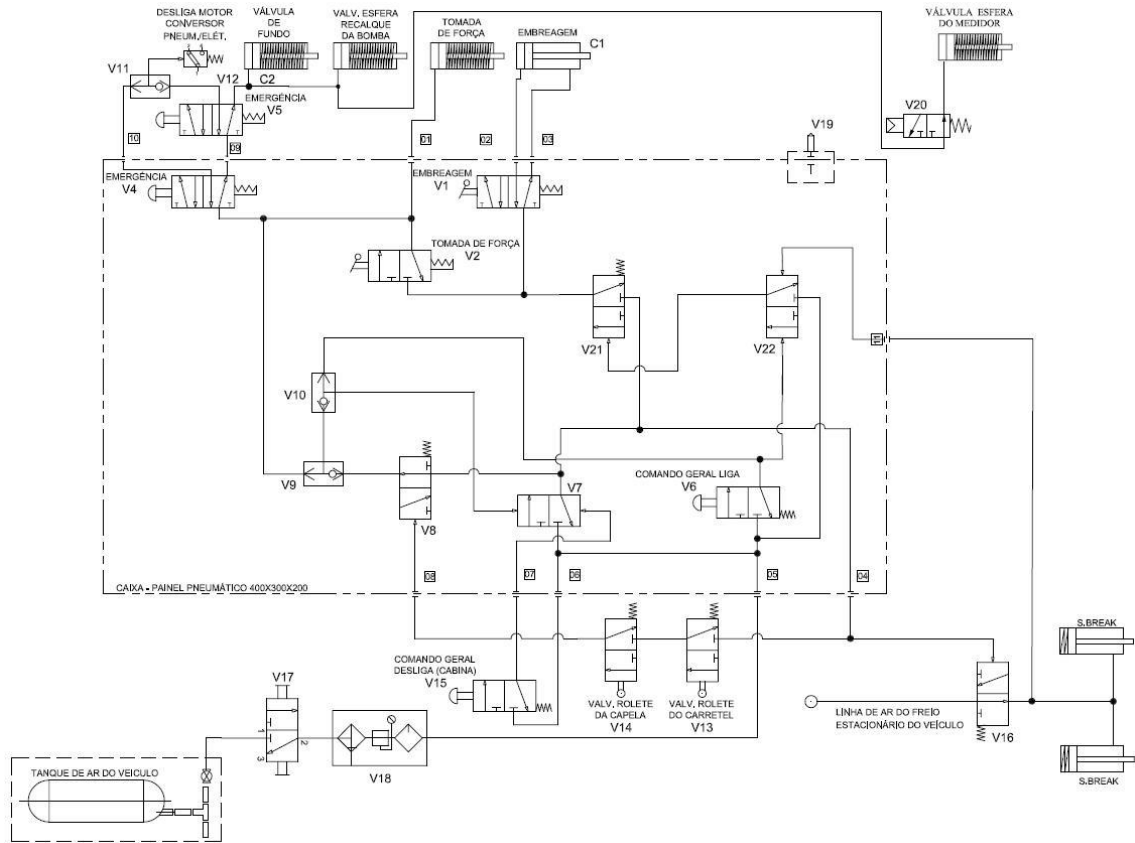 DESLIGA MOTOR
CONVERSOR
PNEUM./ELÉT.
VÁLVULA
DE
FUNDO
VALV. ESFERA
RECALQUE
DA BOMBA
TOMADA
DE FORÇA
EMBREAGEM
C1
VÁLVULA ESFERA
DO MEDIDOR
V11
V12
C2
EMERGÊNCIA
V5
V20
V19
10
09
01
02
03
EMERGÊNCIA
V4
EMBREAGEM
V1
TOMADA DE FORÇA
V2
V21
V22
11
V10
V9
V8
V7
COMANDO GERAL LIGA
V6
08
07
06
05
04
CAIXA - PAINEL PNEUMÁTICO 400X300X200
COMANDO GERAL
DESLIGA (CABINA)
V15
VALV. ROLETE
DA CAPELA
V14
VALV. ROLETE
DO CARRETEL
V13
S.BREAK
LINHA DE AR DO FREIO
ESTACIONÁRIO DO VEÍCULO
V16
S.BREAK
V17
1
2
3
V18
TANQUE DE AR DO VEICULO